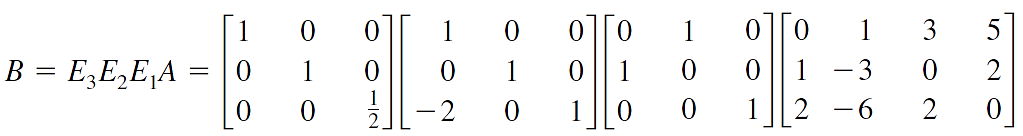 B = E₃E₂E₁A = [1 0 0; 0 1 0; 0 0 ½][1 0 0; 0 1 0; −2 0 1][0 1 0; 1 0 0; 0 0 1][0 1 3 5; 1 −3 0 2; 2 −6 2 0]